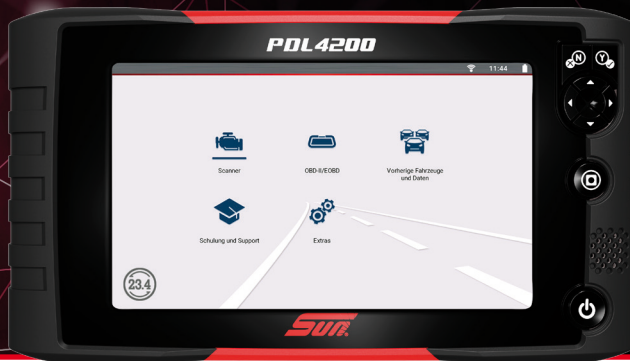 PDL4200
11:44
Scanner
OBD-II/EOBD
Vorherige Fahrzeuge
und Daten
Schulung und Support
Extras
23.4
Sun
N
Y